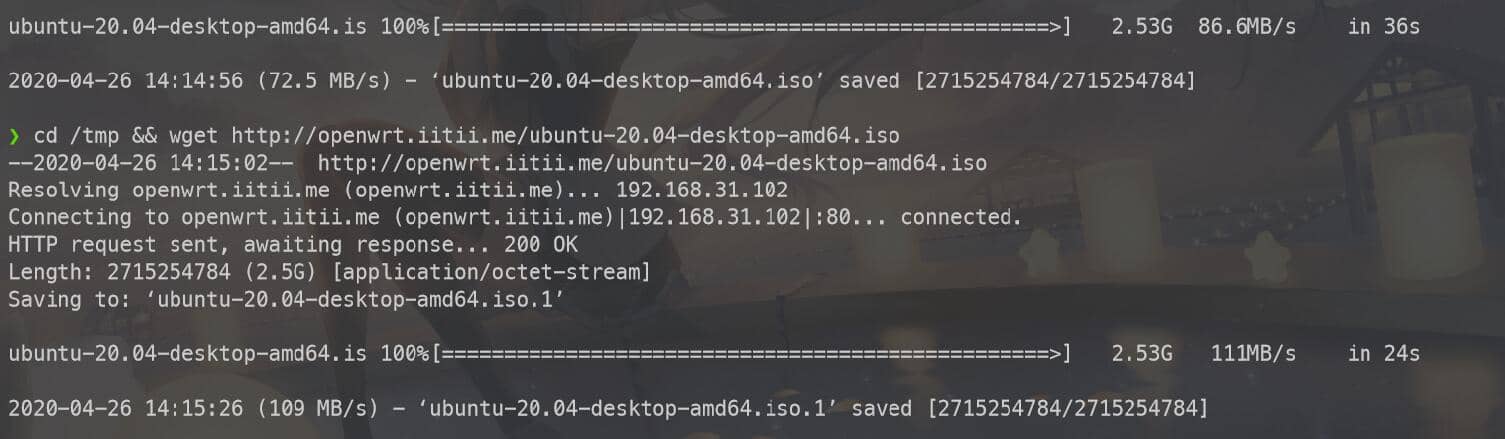 ubuntu-20.04-desktop-amd64.is 100%[=================================================>]   2.53G  86.6MB/s    in 36s
2020-04-26 14:14:56 (72.5 MB/s) - ‘ubuntu-20.04-desktop-amd64.iso’ saved [2715254784/2715254784]
❯ cd /tmp && wget http://openwrt.iitii.me/ubuntu-20.04-desktop-amd64.iso
--2020-04-26 14:15:02--  http://openwrt.iitii.me/ubuntu-20.04-desktop-amd64.iso
Resolving openwrt.iitii.me (openwrt.iitii.me)... 192.168.31.102
Connecting to openwrt.iitii.me (openwrt.iitii.me)|192.168.31.102|:80... connected.
HTTP request sent, awaiting response... 200 OK
Length: 2715254784 (2.5G) [application/octet-stream]
Saving to: ‘ubuntu-20.04-desktop-amd64.iso.1’
ubuntu-20.04-desktop-amd64.is 100%[=================================================>]   2.53G   111MB/s    in 24s
2020-04-26 14:15:26 (109 MB/s) - ‘ubuntu-20.04-desktop-amd64.iso.1’ saved [2715254784/2715254784]